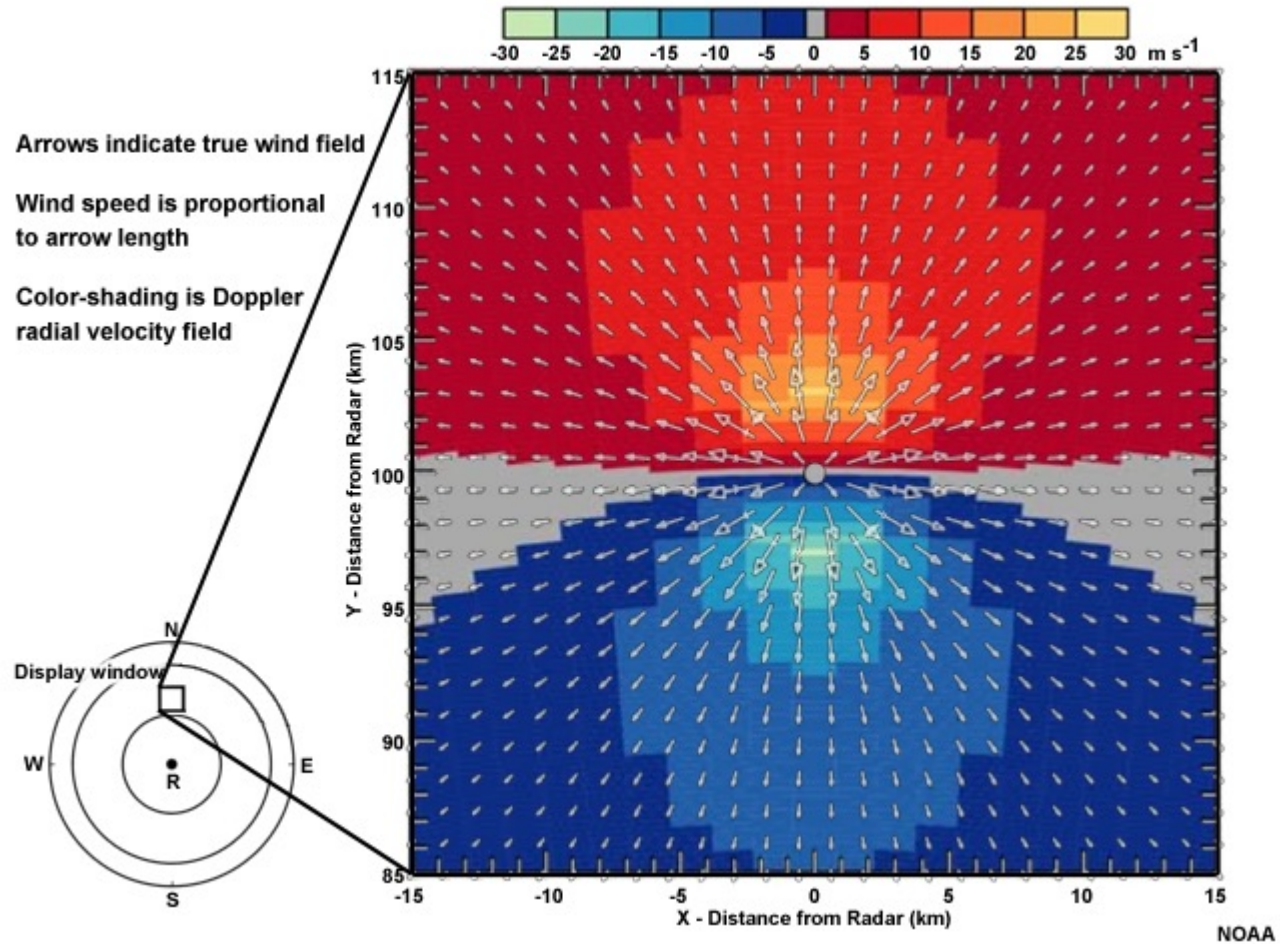 -30 -25 -20 -15 -10 -5 0 5 10 15 20 25 30 m s-1
Arrows indicate true wind field
Wind speed is proportional
to arrow length
Color-shading is Doppler
radial velocity field
115
110
105
100
95
90
85
Y - Distance from Radar (km)
-15 -10 -5 0 5 10 15
X - Distance from Radar (km)
N
Display window
W
R
E
S
NOAA